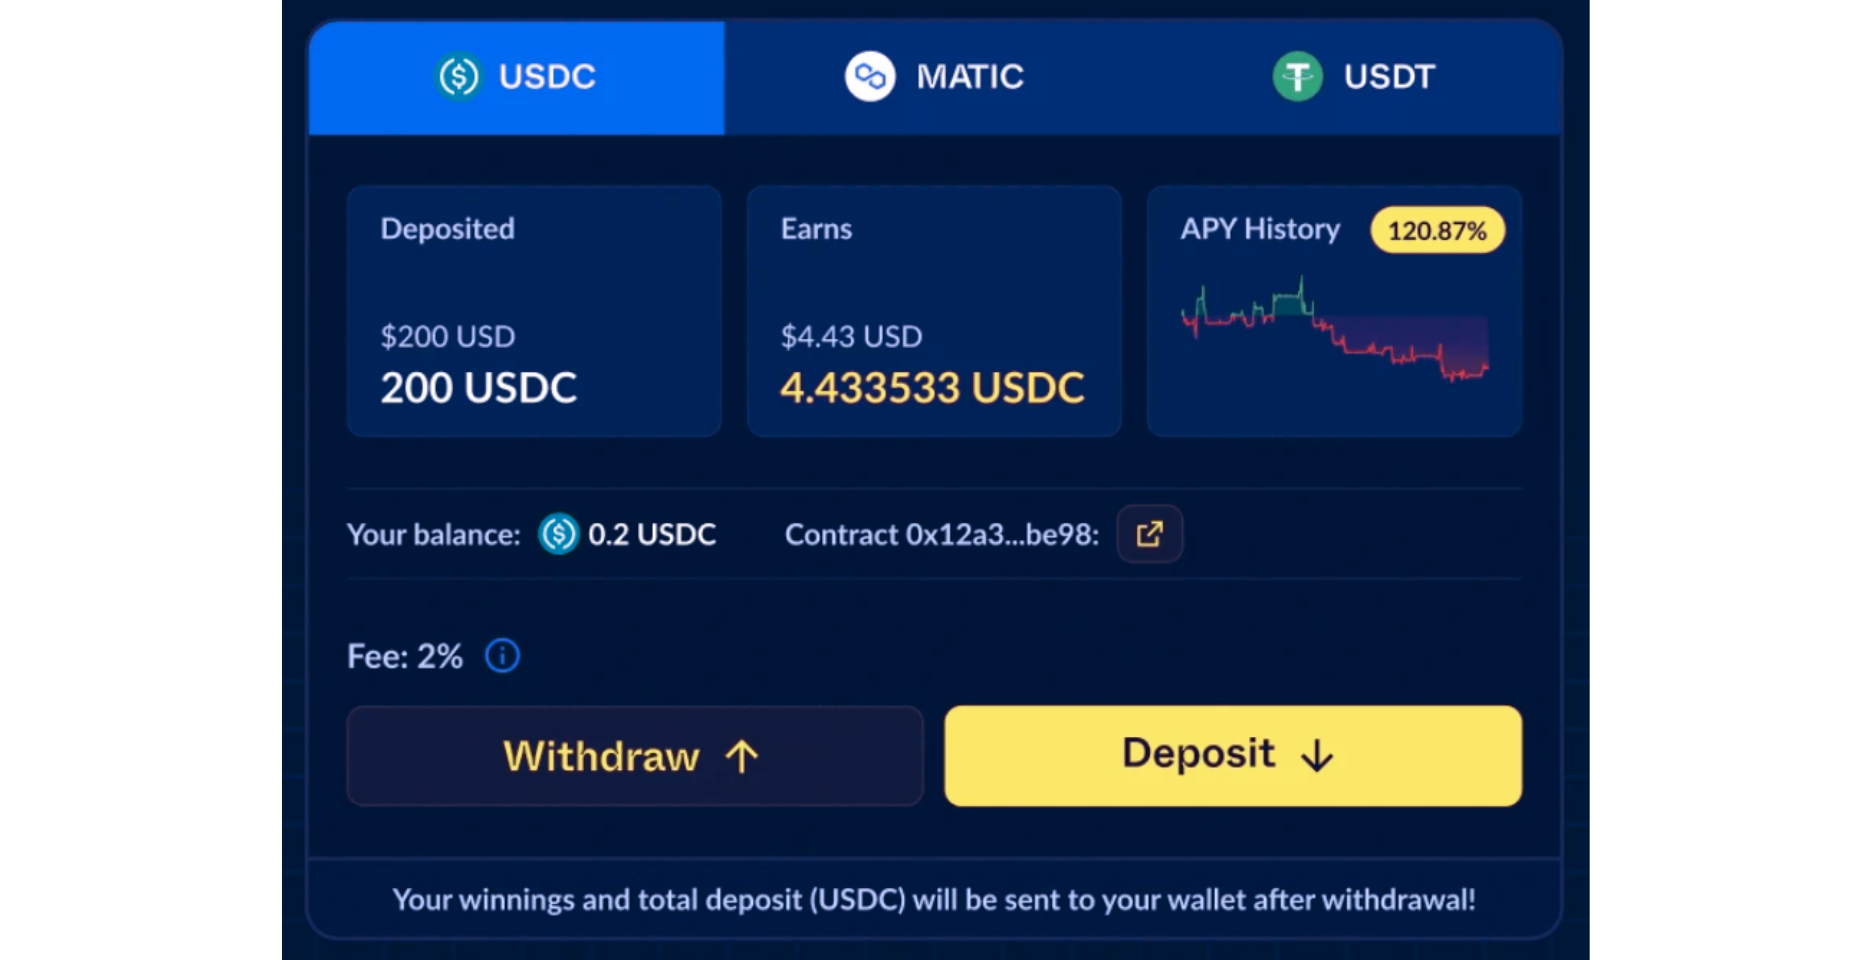 USDC
MATIC
USDT
Deposited
$200 USD
200 USDC
Earns
$4.43 USD
4.433533 USDC
APY History 120.87%
Your balance: 0.2 USDC
Contract 0x12a3...be98:
Fee: 2%
Withdraw ↑
Deposit ↓
Your winnings and total deposit (USDC) will be sent to your wallet after withdrawal!